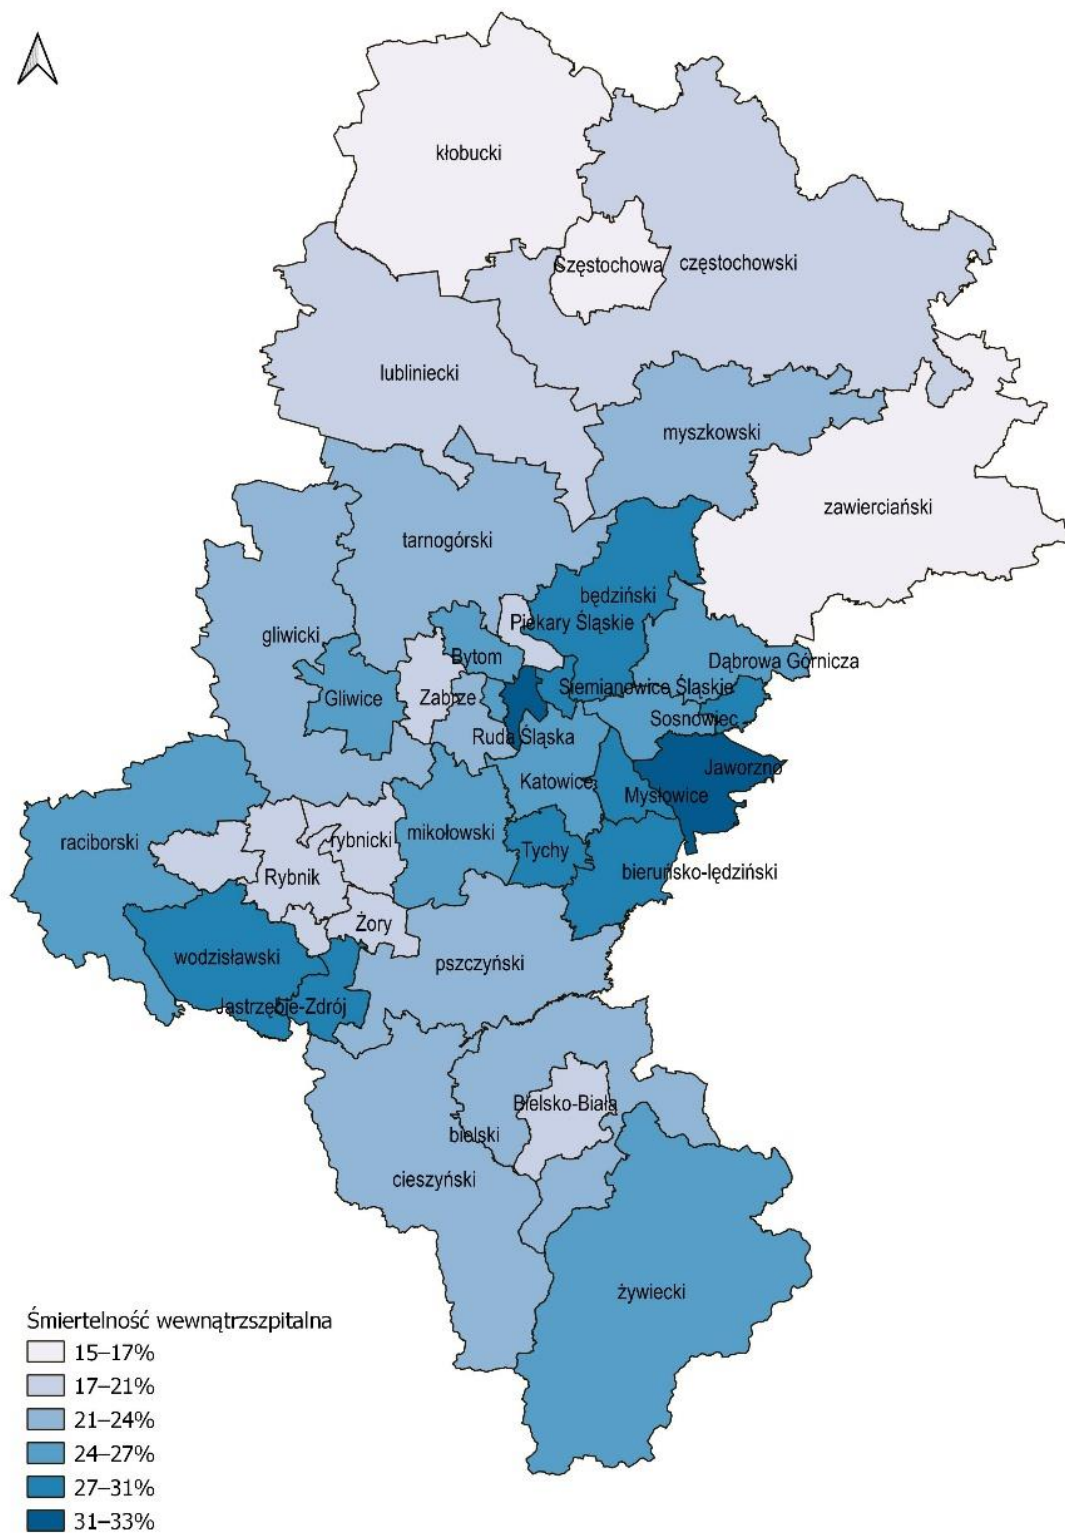 kłobucki
Częstochowa
częstochowski
lubliniecki
myszkowski
zawierciański
tarnogórski
będziński
Piekary Śląskie
gliwicki
Bytom
Dąbrowa Górnicza
Gliwice
Zabrze
Siemianowice Śląskie
Sosnowiec
Ruda Śląska
Katowice
Mysłowice
Jaworzno
raciborski
rybnicki
mikołowski
Tychy
bieruńsko-lędziński
Rybnik
Żory
wodzisławski
pszczyński
Jastrzębie-Zdrój
Bielsko-Biała
bielski
cieszyński
żywiecki
Śmiertelność wewnątrzszpitalna
15–17%
17–21%
21–24%
24–27%
27–31%
31–33%